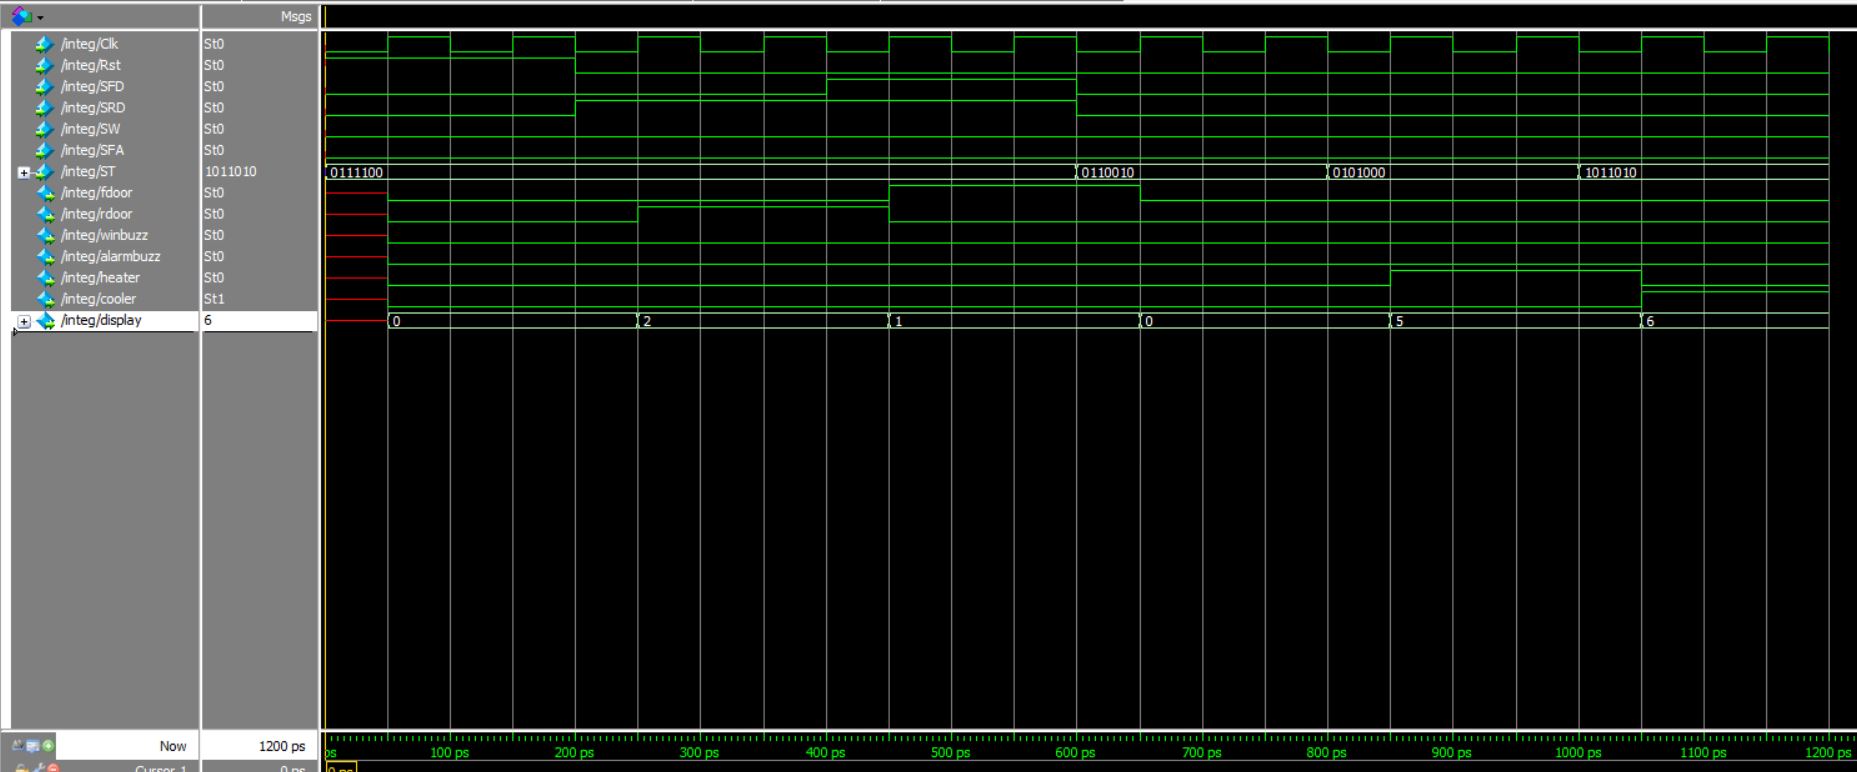 Msgs
/integ/Clk St0
/integ/Rst St0
/integ/SFD St0
/integ/SRD St0
/integ/SW St0
/integ/SFA St0
/integ/ST 1011010 0111100 0110010 0101000 1011010
/integ/fdoor St0
/integ/rdoor St0
/integ/winbuzz St0
/integ/alarmbuzz St0
/integ/heater St0
/integ/cooler St1
/integ/display 6 0 2 1 0 5 6
Now 1200 ps ps 100 ps 200 ps 300 ps 400 ps 500 ps 600 ps 700 ps 800 ps 900 ps 1000 ps 1100 ps 1200 ps
Cursor 1 0 ps 0 ps